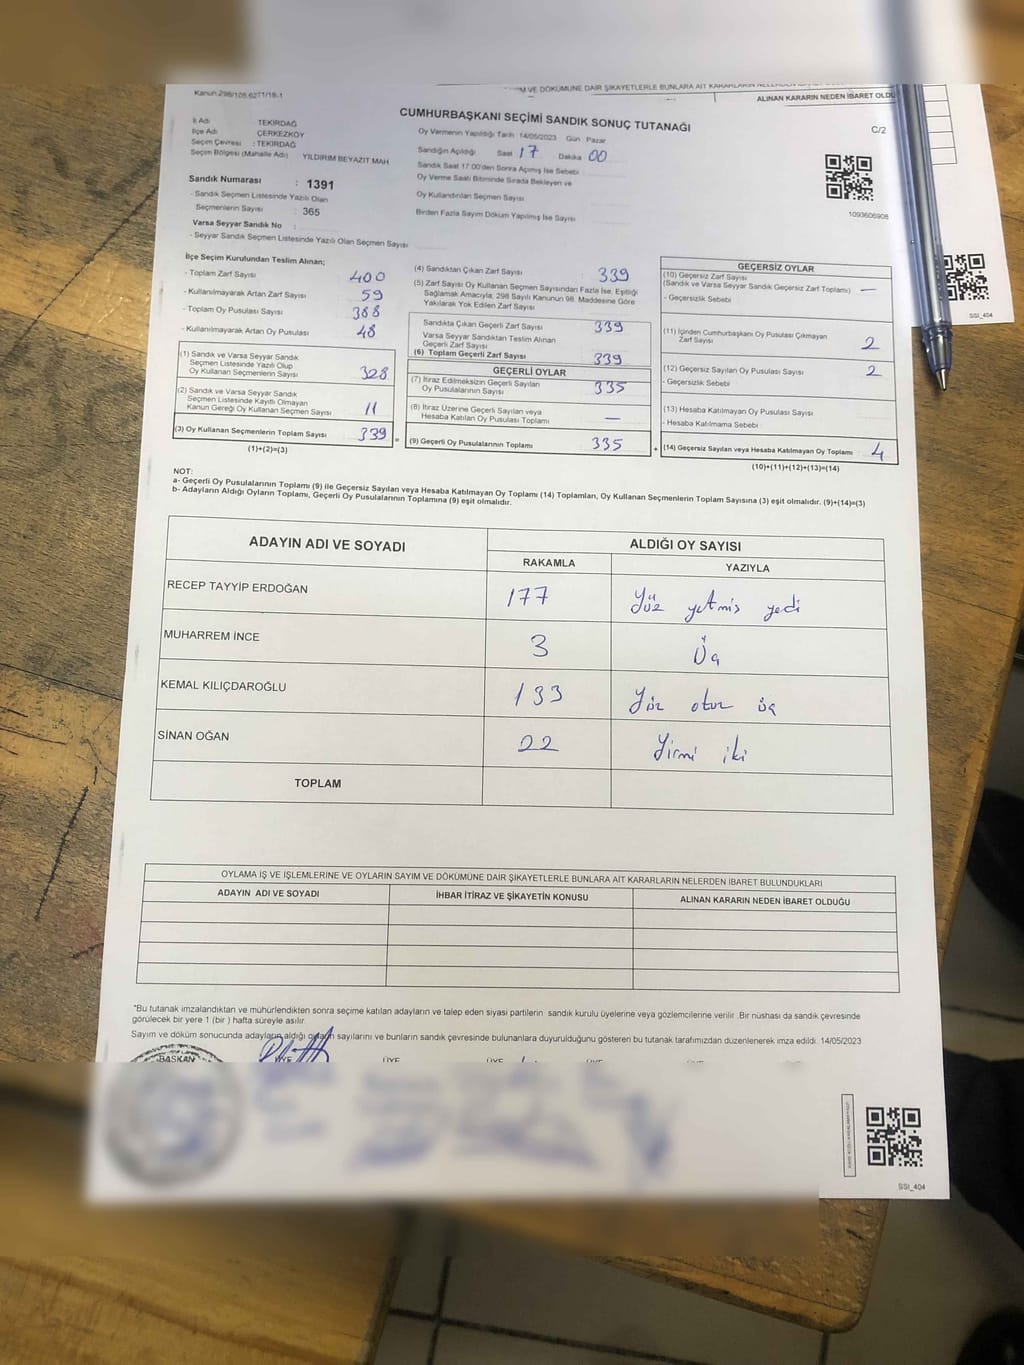 Kanun 298/105 6271/18-1
CUMHURBAŞKANI SEÇİMİ SANDIK SONUÇ TUTANAĞI
C/2
İl Adı TEKİRDAĞ
İlçe Adı ÇERKEZKÖY
Seçim Çevresi : TEKİRDAĞ
Seçim Bölgesi (Mahalle Adı) YILDIRIM BEYAZIT MAH
Sandık Numarası : 1391
- Sandık Seçmen Listesinde Yazılı Olan
Seçmenlerin Sayısı : 365
Varsa Seyyar Sandık No :
- Seyyar Sandık Seçmen Listesinde Yazılı Olan Seçmen Sayısı
Oy Vermenin Yapıldığı Tarih : 14/05/2023 Gün Pazar
Sandığın Açıldığı Saat 17 Dakika 00
Sandık Saat 17.00'den Sonra Açılmış İse Sebebi
Oy Verme Saati Bitiminde Sırada Bekleyen ve
Oy Kullandırılan Seçmen Sayısı
Birden Fazla Sayım Döküm Yapılmış İse Sayısı
1093606908
İlçe Seçim Kurulundan Teslim Alınan;
- Toplam Zarf Sayısı 400
- Kullanılmayarak Artan Zarf Sayısı 59
- Toplam Oy Pusulası Sayısı 388
- Kullanılmayarak Artan Oy Pusulası 48
(1) Sandık ve Varsa Seyyar Sandık
Seçmen Listesinde Yazılı Olup
Oy Kullanan Seçmenlerin Sayısı 328
(2) Sandık ve Varsa Seyyar Sandık
Seçmen Listesinde Kayıtlı Olmayan
Kanun Gereği Oy Kullanan Seçmen Sayısı 11
(3) Oy Kullanan Seçmenlerin Toplam Sayısı 339 =
(1)+(2)=(3)
(4) Sandıktan Çıkan Zarf Sayısı : 339
(5) Zarf Sayısı Oy Kullanan Seçmen Sayısından Fazla İse, Eşitliği
Sağlamak Amacıyla, 298 Sayılı Kanunun 98. Maddesine Göre
Yakılarak Yok Edilen Zarf Sayısı
Sandıkta Çıkan Geçerli Zarf Sayısı 339
Varsa Seyyar Sandıktan Teslim Alınan
Geçerli Zarf Sayısı
(6) Toplam Geçerli Zarf Sayısı 339
GEÇERLİ OYLAR
(7) İtiraz Edilmeksizin Geçerli Sayılan
Oy Pusulalarının Sayısı 335
(8) İtiraz Üzerine Geçerli Sayılan veya
Hesaba Katılan Oy Pusulası Toplamı —
(9) Geçerli Oy Pusulalarının Toplamı 335 +
GEÇERSİZ OYLAR
(10) Geçersiz Zarf Sayısı
(Sandık ve Varsa Seyyar Sandık Geçersiz Zarf Toplamı) —
- Geçersizlik Sebebi
(11) İçinden Cumhurbaşkanı Oy Pusulası Çıkmayan
Zarf Sayısı 2
(12) Geçersiz Sayılan Oy Pusulası Sayısı 2
- Geçersizlik Sebebi
(13) Hesaba Katılmayan Oy Pusulası Sayısı
- Hesaba Katılmama Sebebi
(14) Geçersiz Sayılan veya Hesaba Katılmayan Oy Toplamı 4
(10)+(11)+(12)+(13)=(14)
NOT:
a- Geçerli Oy Pusulalarının Toplamı (9) ile Geçersiz Sayılan veya Hesaba Katılmayan Oy Toplamı (14) Toplamları, Oy Kullanan Seçmenlerin Toplam Sayısına (3) eşit olmalıdır. (9)+(14)=(3)
b- Adayların Aldığı Oyların Toplamı, Geçerli Oy Pusulalarının Toplamına (9) eşit olmalıdır.
ADAYIN ADI VE SOYADI ALDIĞI OY SAYISI
RAKAMLA YAZIYLA
RECEP TAYYİP ERDOĞAN 177 Yüz yetmiş yedi
MUHARREM İNCE 3 Üç
KEMAL KILIÇDAROĞLU 133 Yüz otuz üç
SİNAN OĞAN 22 Yirmi iki
TOPLAM
OYLAMA İŞ VE İŞLEMLERİNE VE OYLARIN SAYIM VE DÖKÜMÜNE DAİR ŞİKAYETLERLE BUNLARA AİT KARARLARIN NELERDEN İBARET BULUNDUKLARI
ADAYIN ADI VE SOYADI İHBAR İTİRAZ VE ŞİKAYETİN KONUSU ALINAN KARARIN NEDEN İBARET OLDUĞU
*Bu tutanak imzalandıktan ve mühürlendikten sonra seçime katılan adayların ve talep eden siyasi partilerin sandık kurulu üyelerine veya gözlemcilerine verilir. Bir nüshası da sandık çevresinde
görülecek bir yere 1 (bir) hafta süreyle asılır.
Sayım ve döküm sonucunda adayların aldığı oyların sayılarını ve bunların sandık çevresinde bulunanlara duyurulduğunu gösteren bu tutanak tarafımızdan düzenlenerek imza edildi. 14/05/2023
BAŞKAN ÜYE ÜYE ÜYE ÜYE
SSI_404
M VE DÖKÜMÜNE DAİR ŞİKAYETLERLE BUNLARA AİT KARARLARIN
ALINAN KARARIN NEDEN İBARET OLDU
SSI_404